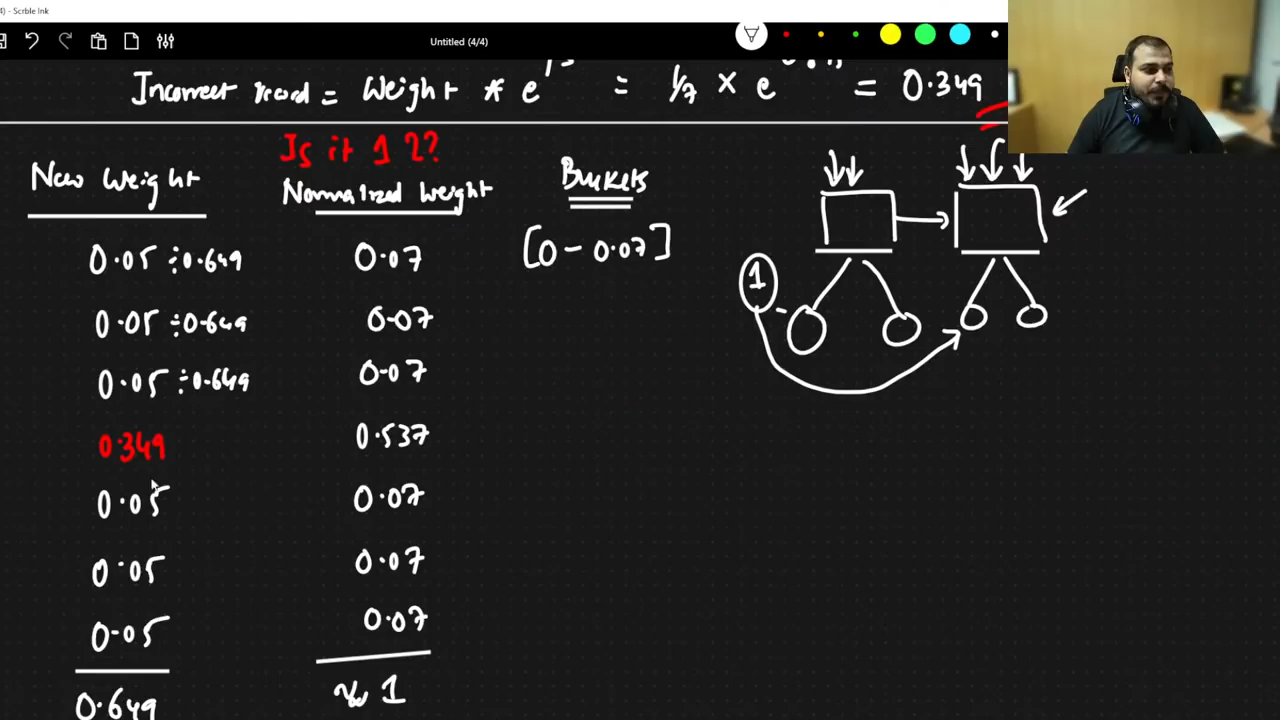 /4) - Scrble Ink
Untitled (4/4)
Incorrect = Weight * e = 1/7 x e = 0.349
Is it 1 ??
New Weight Normalized Weight Buckets
0.05 ÷0.649 0.07 [0 - 0.07]
0.05 ÷0.649 0.07
0.05 ÷0.649 0.07
0.349 0.537
0.05 0.07
0.05 0.07
0.05 0.07
0.649 ≈ 1
1